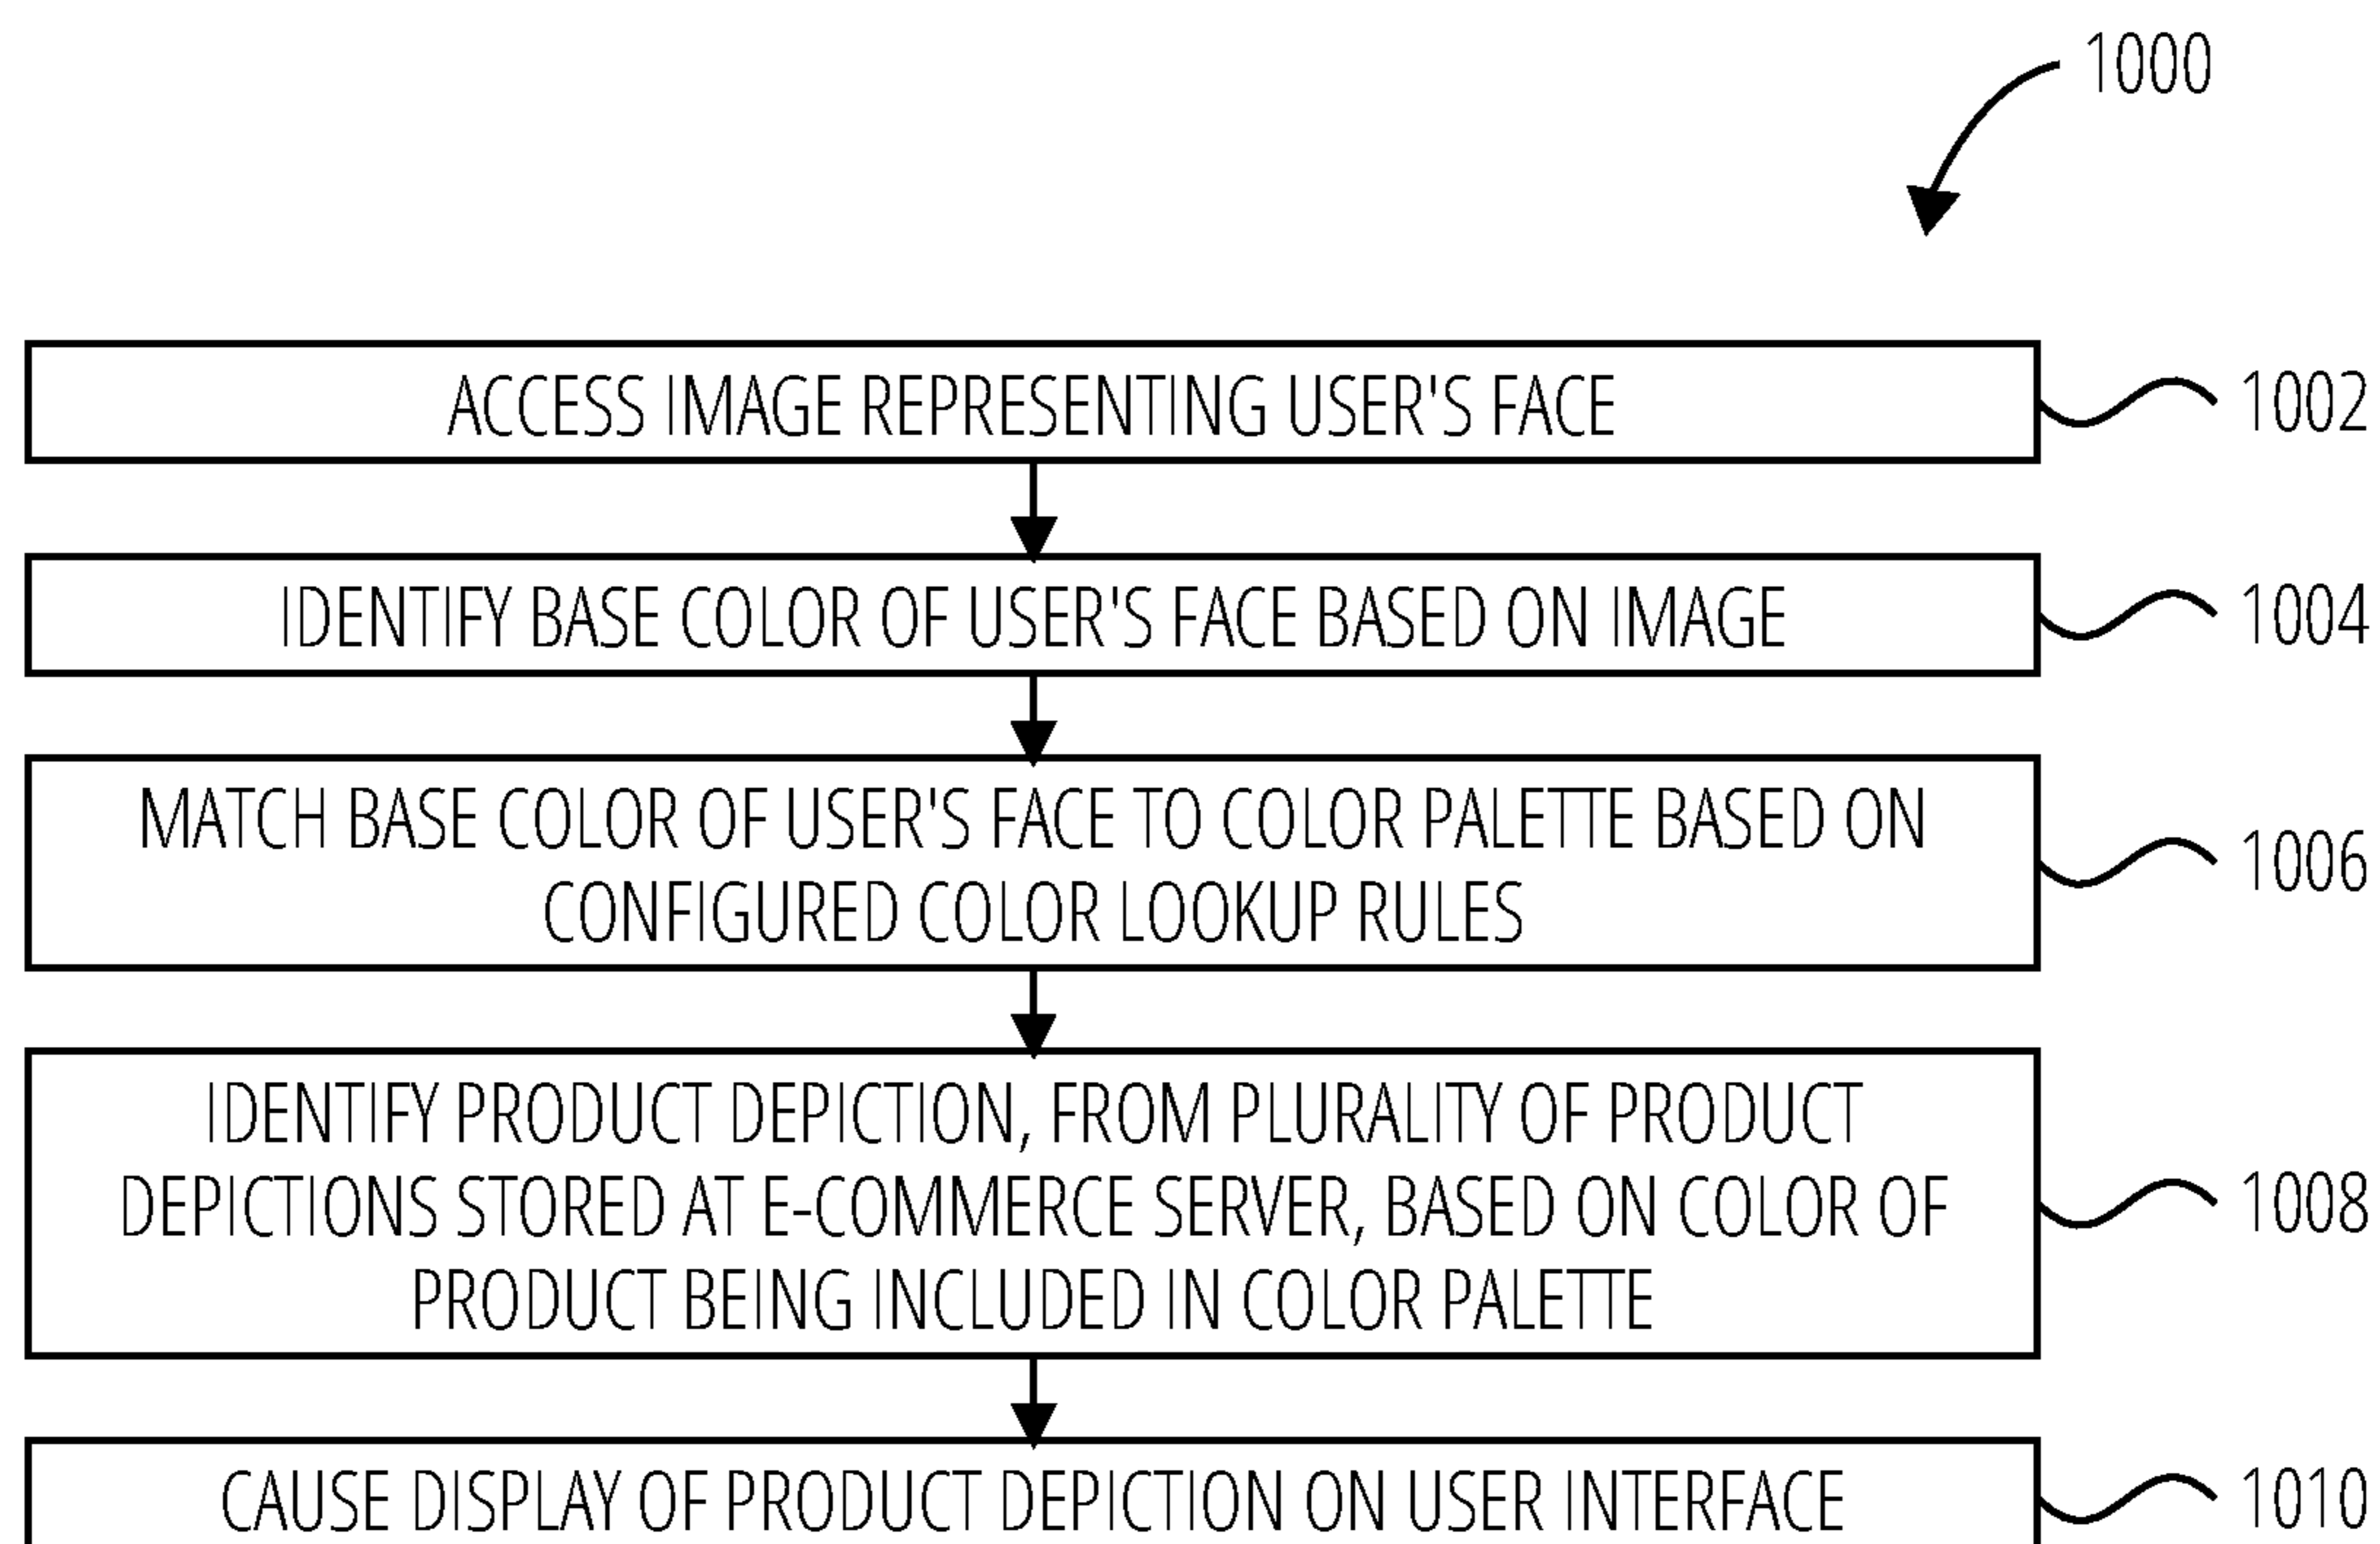 1000
ACCESS IMAGE REPRESENTING USER'S FACE
1002
IDENTIFY BASE COLOR OF USER'S FACE BASED ON IMAGE
1004
MATCH BASE COLOR OF USER'S FACE TO COLOR PALETTE BASED ON
CONFIGURED COLOR LOOKUP RULES
1006
IDENTIFY PRODUCT DEPICTION, FROM PLURALITY OF PRODUCT
DEPICTIONS STORED AT E-COMMERCE SERVER, BASED ON COLOR OF
PRODUCT BEING INCLUDED IN COLOR PALETTE
1008
CAUSE DISPLAY OF PRODUCT DEPICTION ON USER INTERFACE
1010